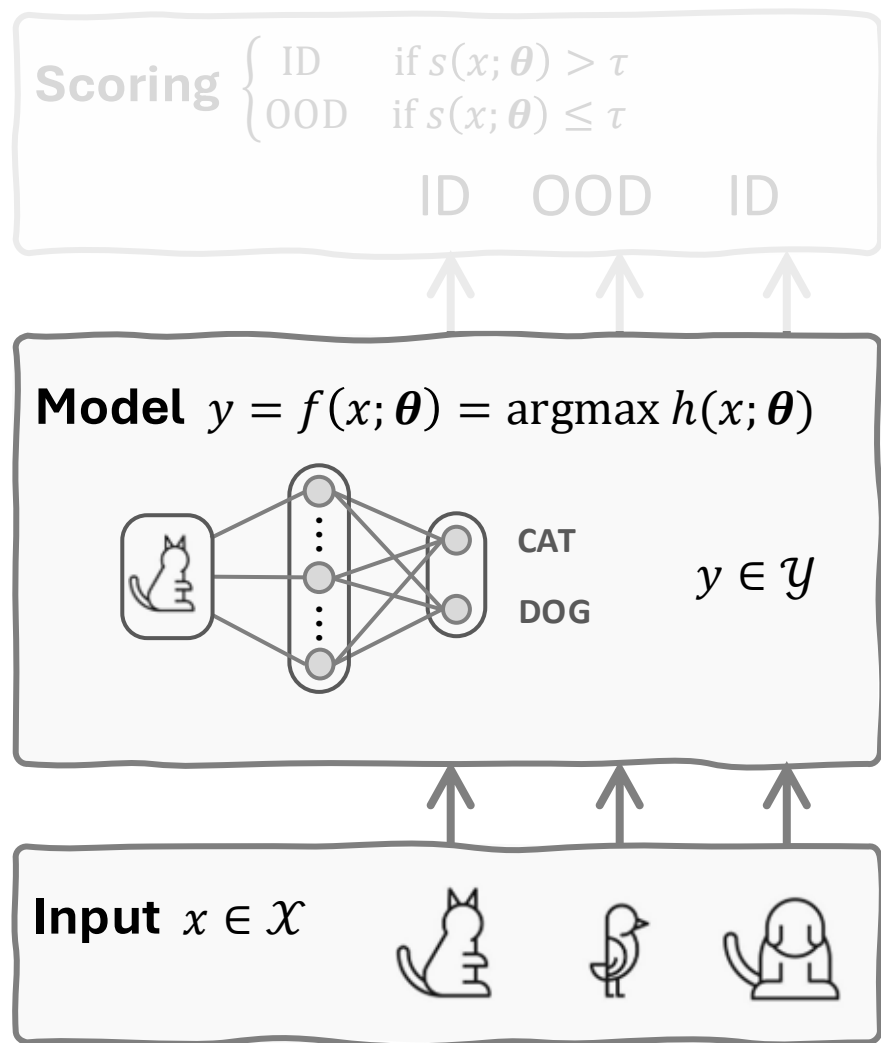 Scoring { ID if s(x; θ) > τ
OOD if s(x; θ) ≤ τ
ID OOD ID
Model y = f(x; θ) = argmax h(x; θ)
CAT
y ∈ 𝒴
DOG
Input x ∈ 𝒳